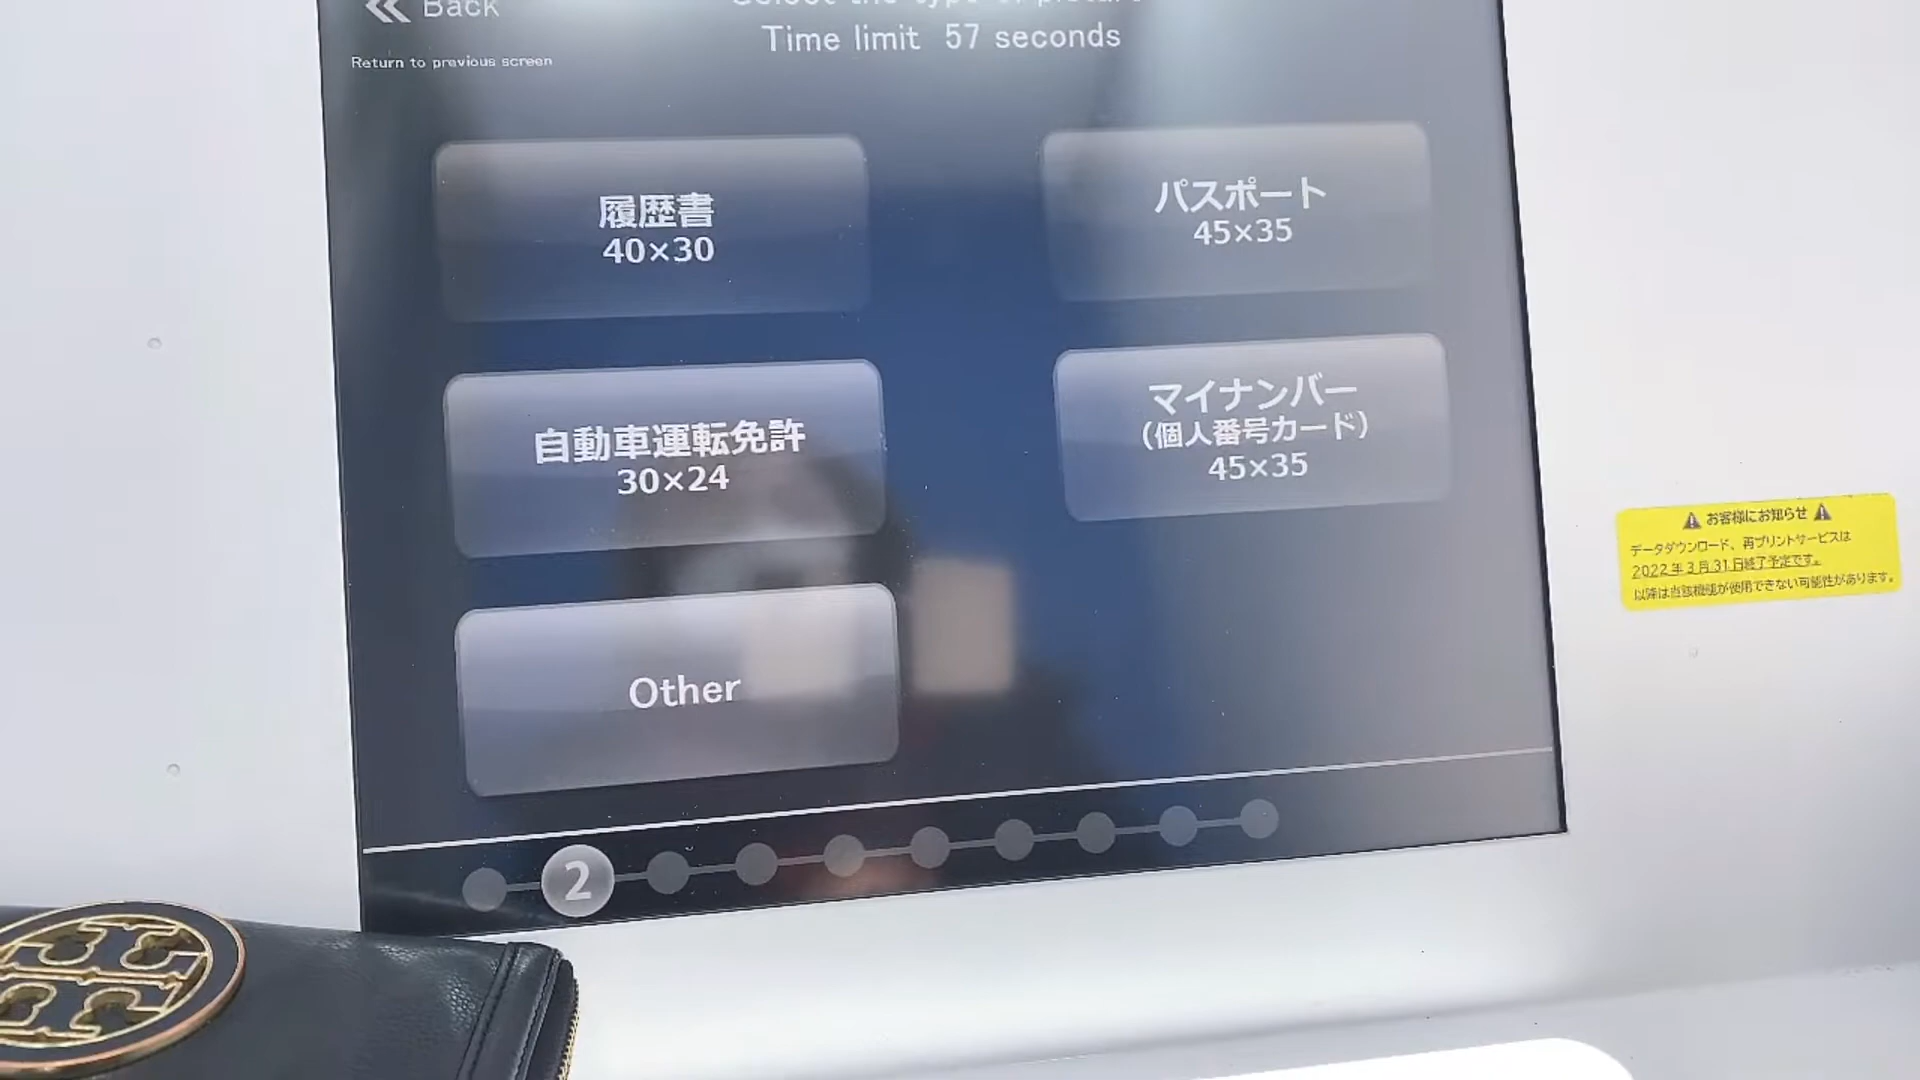 Back
Return to previous screen
Select the type of picture
Time limit 57 seconds
履歴書
40×30
パスポート
45×35
自動車運転免許
30×24
マイナンバー
(個人番号カード)
45×35
Other
2
お客様にお知らせ
データダウンロード、再プリントサービスは
2022年3月31日終了予定です。
以降は当該機能が使用できない可能性があります。